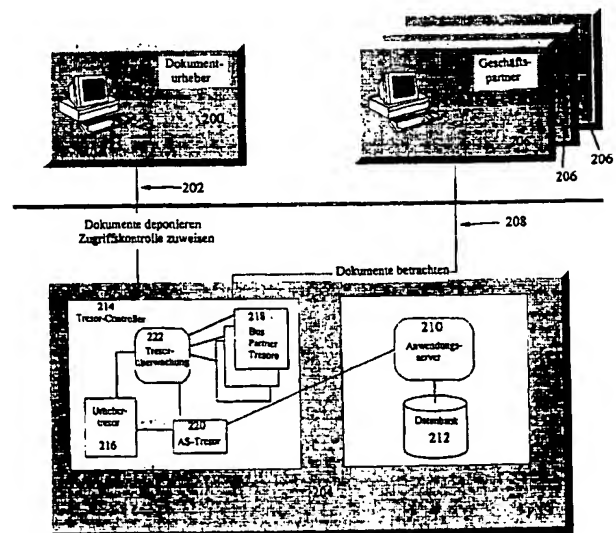 Dokument-
urheber
200
Geschäfts-
partner
206
206
202
208
Dokumente deponieren
Zugriffskontrolle zuweisen
Dokumente betrachten
214
Tresor-Controller
222
Tresor-
überwachung
218
Bus
Partner
Tresore
Urheber-
tresor
216
220
AS-Tresor
210
Anwendungs-
server
Datenbank
212
204